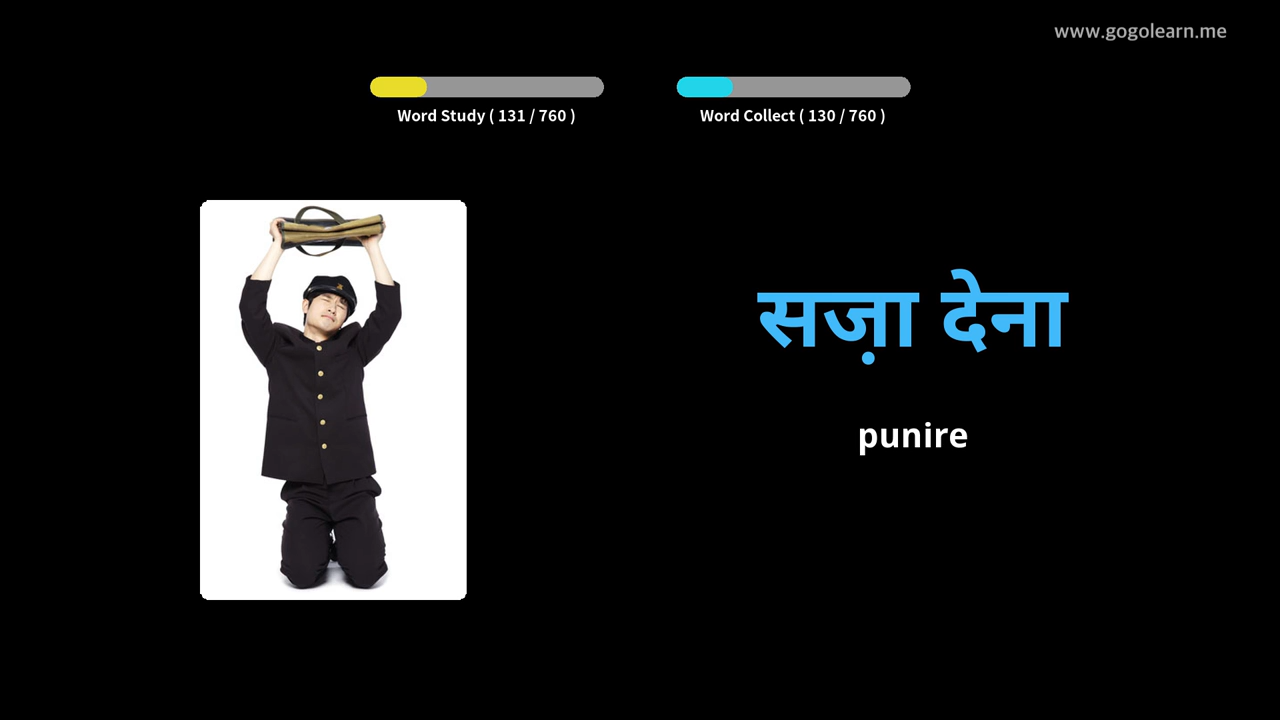 www.gogolearn.me
Word Study ( 131 / 760 )
Word Collect ( 130 / 760 )
सज़ा देना
punire